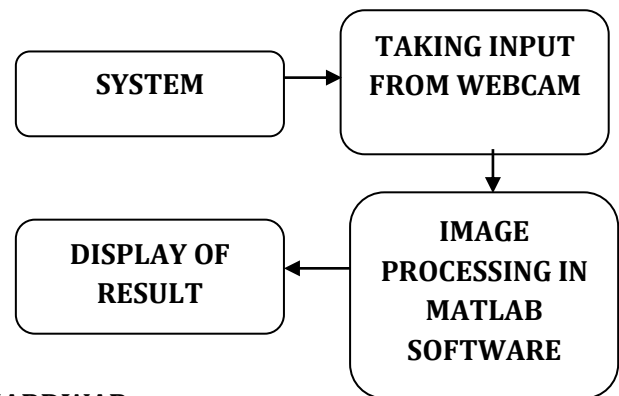 SYSTEM
TAKING INPUT
FROM WEBCAM
IMAGE
PROCESSING IN
MATLAB
SOFTWARE
DISPLAY OF
RESULT